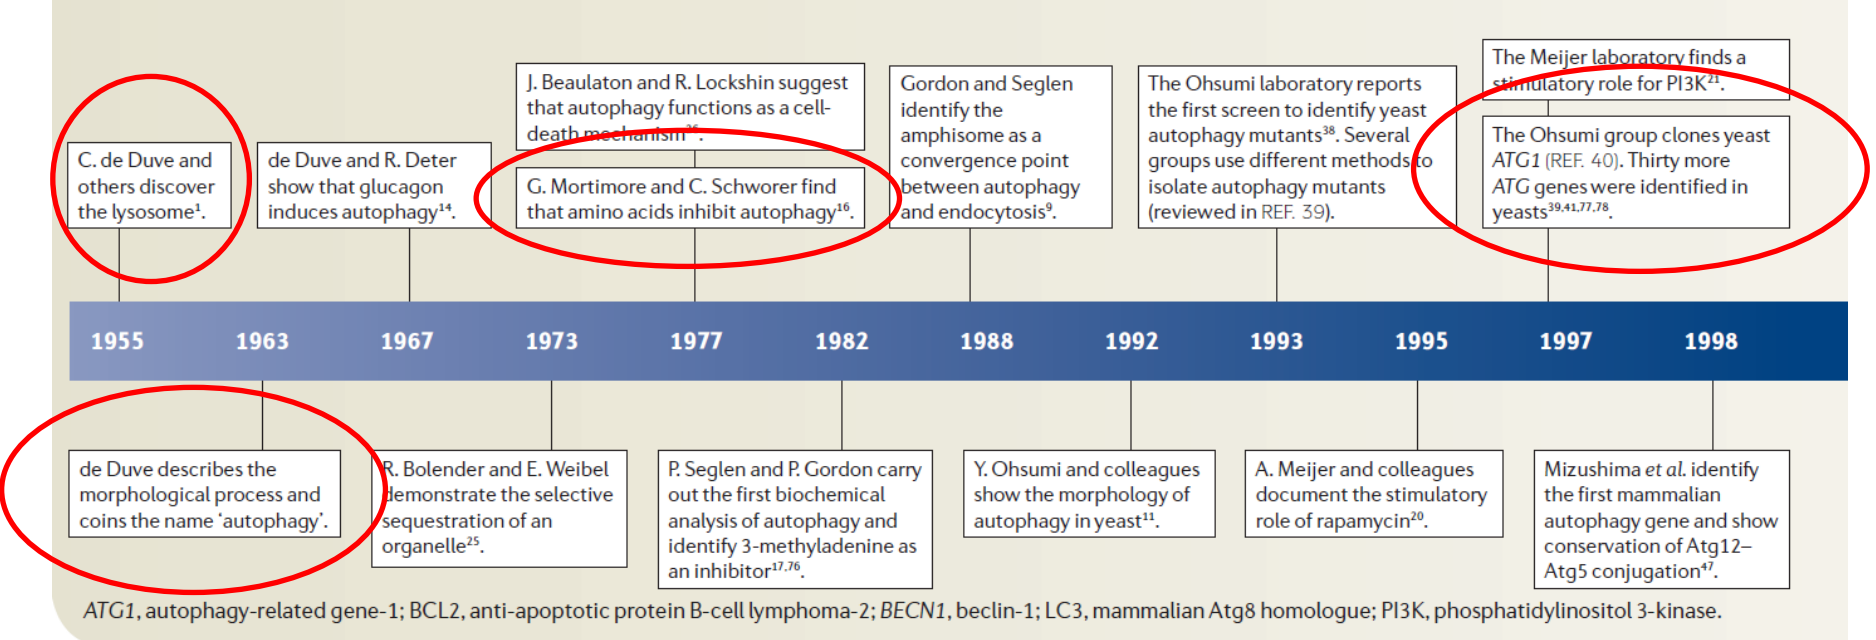 C. de Duve and
others discover
the lysosome¹.
de Duve and R. Deter
show that glucagon
induces autophagy¹⁴.
J. Beaulaton and R. Lockshin suggest
that autophagy functions as a cell-
death mechanism²⁶.
G. Mortimore and C. Schworer find
that amino acids inhibit autophagy¹⁶.
Gordon and Seglen
identify the
amphisome as a
convergence point
between autophagy
and endocytosis⁹.
The Ohsumi laboratory reports
the first screen to identify yeast
autophagy mutants³⁸. Several
groups use different methods to
isolate autophagy mutants
(reviewed in REF. 39).
The Meijer laboratory finds a
stimulatory role for PI3K²¹.
The Ohsumi group clones yeast
ATG1 (REF. 40). Thirty more
ATG genes were identified in
yeasts³⁹,⁴¹,⁷⁷,⁷⁸.
1955 1963 1967 1973 1977 1982 1988 1992 1993 1995 1997 1998
de Duve describes the
morphological process and
coins the name ‘autophagy’.
R. Bolender and E. Weibel
demonstrate the selective
sequestration of an
organelle²⁵.
P. Seglen and P. Gordon carry
out the first biochemical
analysis of autophagy and
identify 3-methyladenine as
an inhibitor¹⁷,⁷⁶.
Y. Ohsumi and colleagues
show the morphology of
autophagy in yeast¹¹.
A. Meijer and colleagues
document the stimulatory
role of rapamycin²⁰.
Mizushima et al. identify
the first mammalian
autophagy gene and show
conservation of Atg12–
Atg5 conjugation⁴⁷.
ATG1, autophagy-related gene-1; BCL2, anti-apoptotic protein B-cell lymphoma-2; BECN1, beclin-1; LC3, mammalian Atg8 homologue; PI3K, phosphatidylinositol 3-kinase.